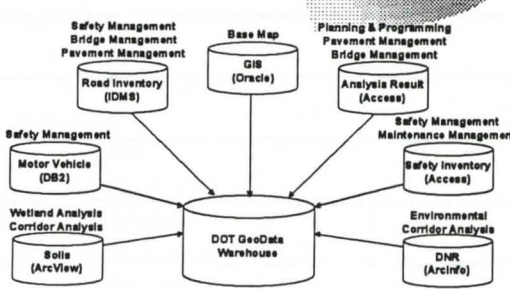 Safety Management
Bridge Management
Pavement Management
Road Inventory
(IDMS)
Base Map
GIS
(Oracle)
Planning & Programming
Pavement Management
Bridge Management
Analysis Result
(Access)
Safety Management
Motor Vehicle
(DB2)
Safety Management
Maintenance Management
Safety Inventory
(Access)
Wetland Analysis
Corridor Analysis
Soils
(ArcView)
DOT GeoData
Warehouse
Environmental
Corridor Analysis
DNR
(ArcInfo)